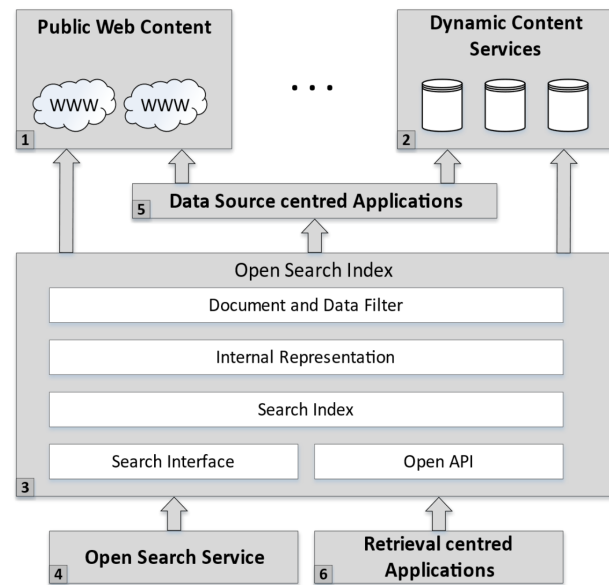 Public Web Content
WWW
WWW
1
. . .
Dynamic Content
Services
2
5
Data Source centred Applications
Open Search Index
Document and Data Filter
Internal Representation
Search Index
Search Interface
Open API
3
4
Open Search Service
6
Retrieval centred
Applications